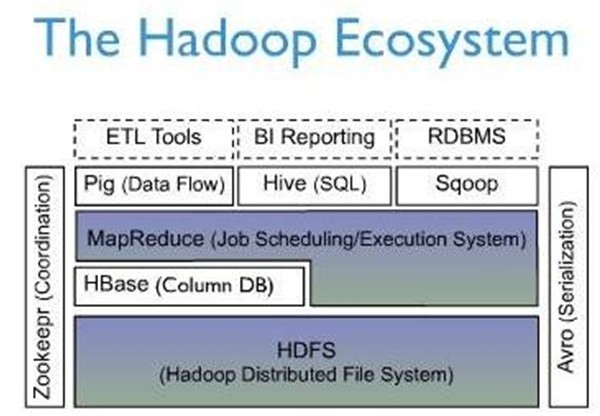 The Hadoop Ecosystem
ETL Tools
BI Reporting
RDBMS
Pig (Data Flow)
Hive (SQL)
Sqoop
MapReduce (Job Scheduling/Execution System)
HBase (Column DB)
HDFS
(Hadoop Distributed File System)
Zookeepr (Coordination)
Avro (Serialization)